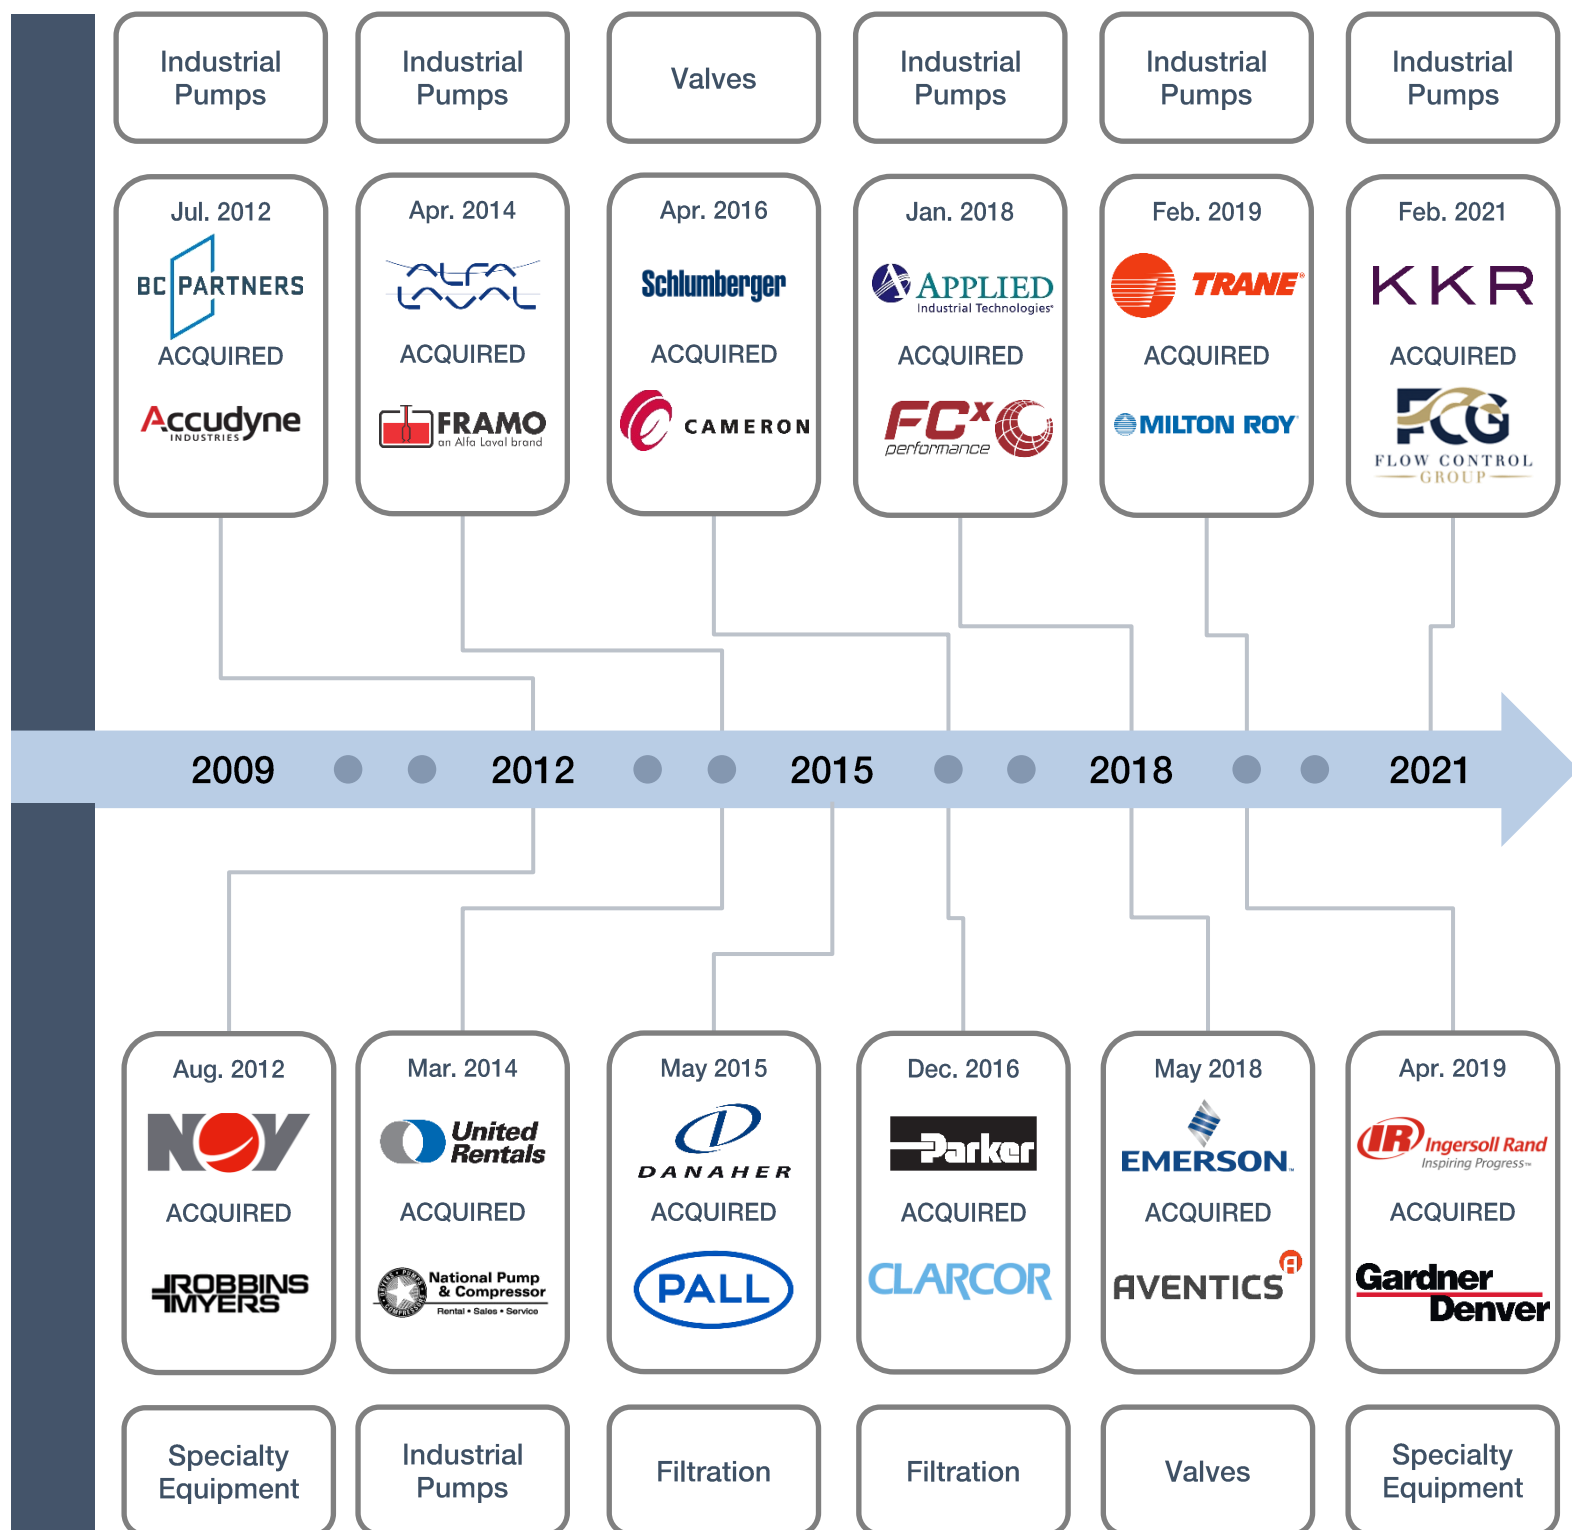 Industrial
Pumps
Industrial
Pumps
Valves
Industrial
Pumps
Industrial
Pumps
Industrial
Pumps
Jul. 2012
BC PARTNERS
ACQUIRED
Accudyne
INDUSTRIES
Apr. 2014
ALFA
LAVAL
ACQUIRED
FRAMO
an Alfa Laval brand
Apr. 2016
Schlumberger
ACQUIRED
CAMERON
Jan. 2018
APPLIED
Industrial Technologies®
ACQUIRED
FCX
performance
Feb. 2019
TRANE®
ACQUIRED
MILTON ROY
Feb. 2021
KKR
ACQUIRED
FCG
FLOW CONTROL
GROUP
2009 2012 2015 2018 2021
Aug. 2012
NOV
ACQUIRED
ROBBINS
MYERS
Mar. 2014
United
Rentals
ACQUIRED
National Pump
& Compressor
Rental • Sales • Service
May 2015
DANAHER
ACQUIRED
PALL
Dec. 2016
Parker
ACQUIRED
CLARCOR
May 2018
EMERSON™
ACQUIRED
AVENTICS
Apr. 2019
IR Ingersoll Rand
Inspiring Progress™
ACQUIRED
Gardner
Denver
Specialty
Equipment
Industrial
Pumps
Filtration
Filtration
Valves
Specialty
Equipment